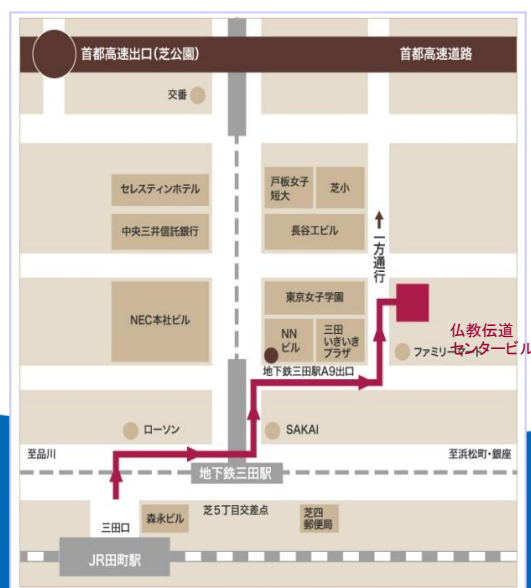 首都高速出口(芝公園)
首都高速道路
交番
セレスティンホテル
戸板女子
短大
芝小
中央三井信託銀行
長谷工ビル
一方通行
東京女子学園
NEC本社ビル
NN
ビル
三田
いきいき
プラザ
仏教伝道
センタービル
ファミリーマート
地下鉄三田駅A9出口
ローソン
SAKAI
至品川
至浜松町・銀座
地下鉄三田駅
三田口
森永ビル
芝5丁目交差点
芝四
郵便局
JR田町駅